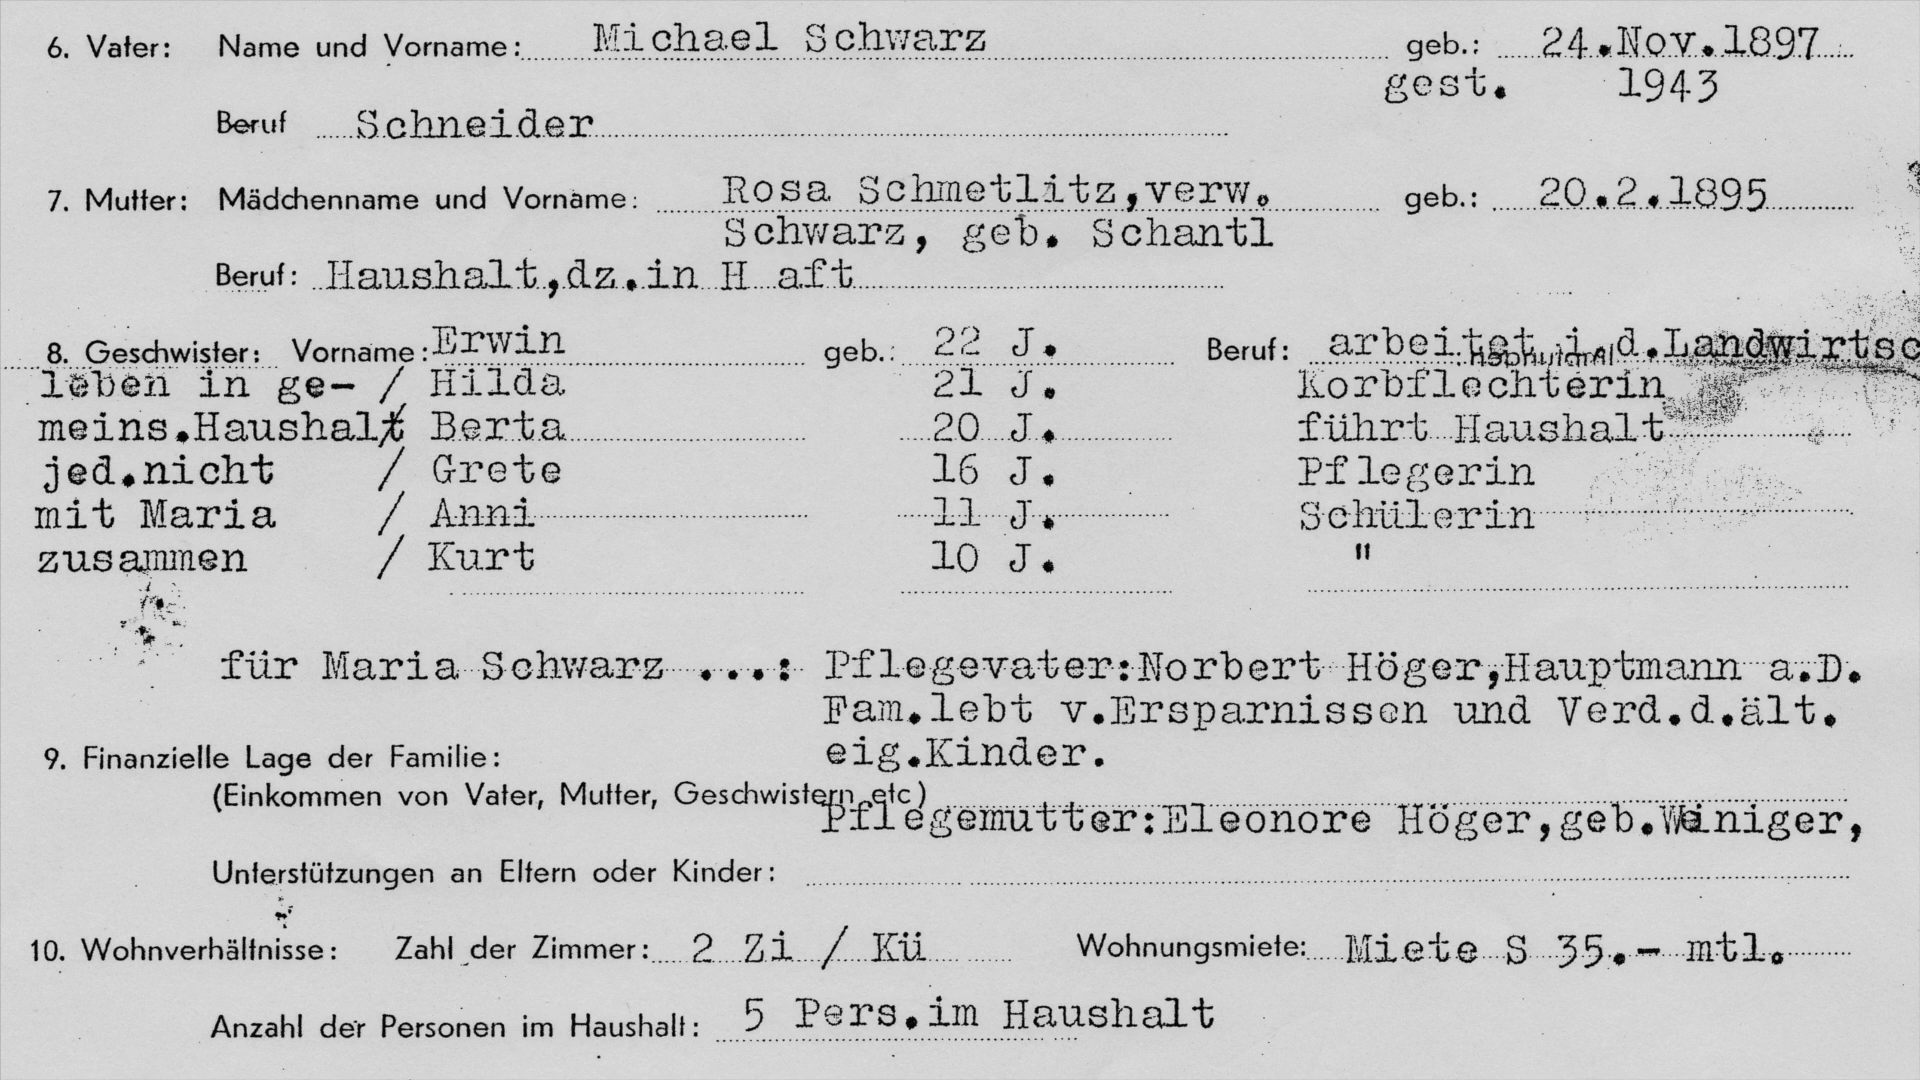 6. Vater: Name und Vorname: Michael Schwarz geb.: 24.Nov.1897
gest. 1943
Beruf Schneider
7. Mutter: Mädchenname und Vorname: Rosa Schmetlitz,verw. geb.: 20.2.1895
Schwarz, geb. Schantl
Beruf: Haushalt,dz.in H aft
8. Geschwister: Vorname: Erwin geb.: 22 J. Beruf: arbeitet i.d.Landwirtsc
leben in ge- / Hilda 21 J. Korbflechterin
meins.Haushalt / Berta 20 J. führt Haushalt
jed.nicht / Grete 16 J. Pflegerin
mit Maria / Anni 11 J. Schülerin
zusammen / Kurt 10 J. "
für Maria Schwarz ...: Pflegevater:Norbert Höger,Hauptmann a.D.
Fam.lebt v.Ersparnissen und Verd.d.ält.
9. Finanzielle Lage der Familie: eig.Kinder.
(Einkommen von Vater, Mutter, Geschwistern etc)
Pflegemutter:Eleonore Höger,geb.Weiniger,
Unterstützungen an Eltern oder Kinder:
10. Wohnverhältnisse: Zahl der Zimmer: 2 Zi / Kü Wohnungsmiete: Miete S 35.- mtl.
Anzahl der Personen im Haushalt: 5 Pers.im Haushalt